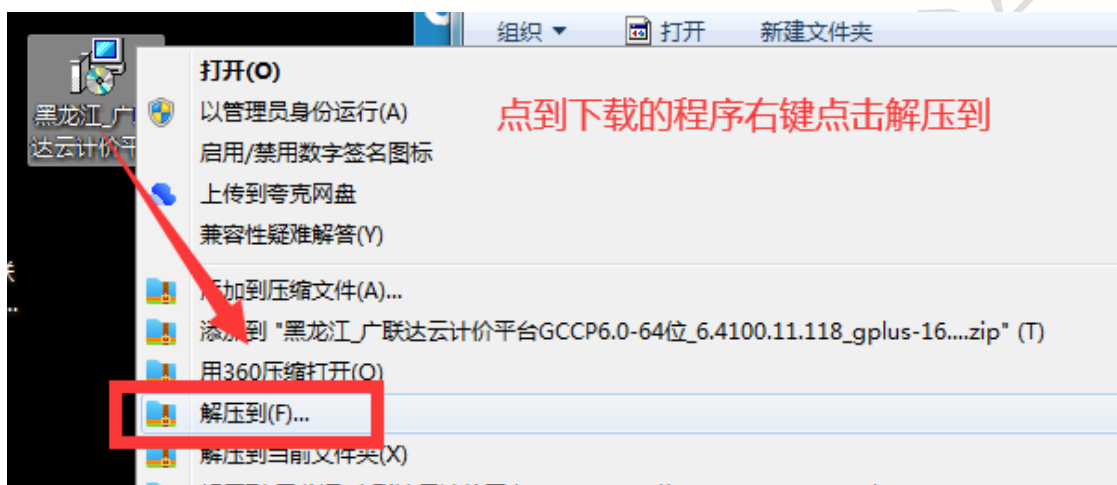 组织 打开 新建文件夹
黑龙江_广
达云计价平
打开(O)
以管理员身份运行(A)
点到下载的程序右键点击解压到
启用/禁用数字签名图标
上传到夸克网盘
兼容性疑难解答(Y)
添加到压缩文件(A)...
添加到 "黑龙江_广联达云计价平台GCCP6.0-64位_6.4100.11.118_gplus-16....zip" (T)
用360压缩打开(Q)
解压到(F)...
解压到当前文件夹(X)